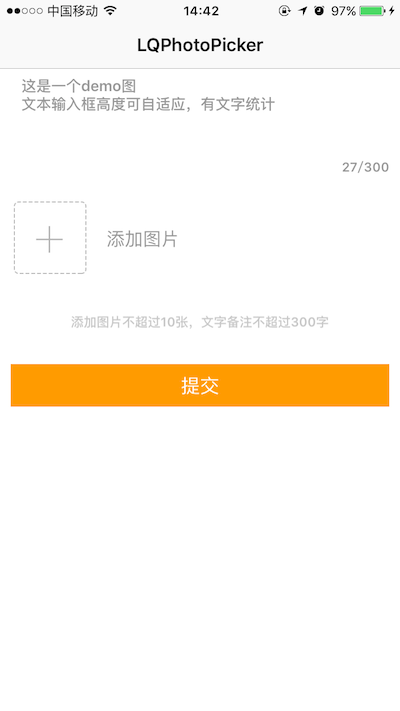 中国移动
14:42
97%
LQPhotoPicker
这是一个demo图
文本输入框高度可自适应，有文字统计
27/300
添加图片
添加图片不超过10张，文字备注不超过300字
提交